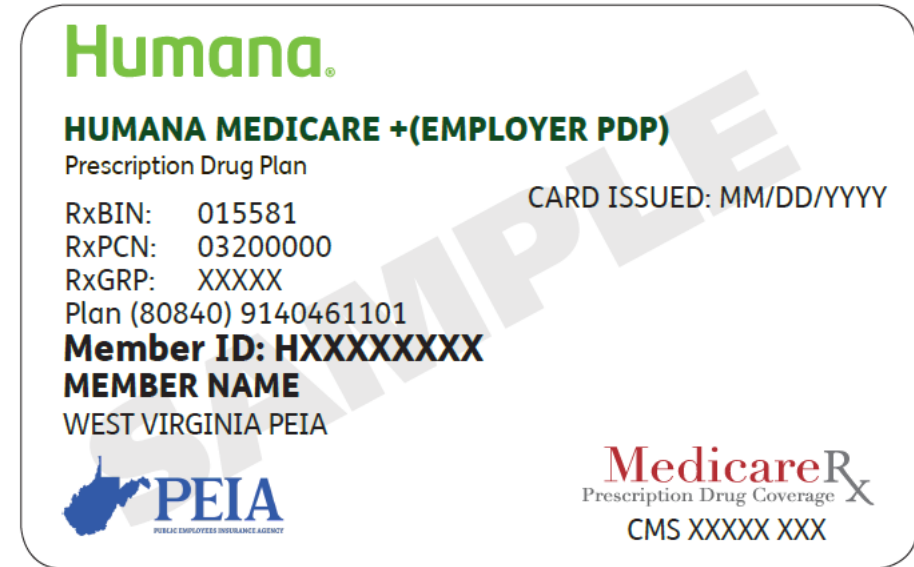 Humana®
HUMANA MEDICARE +(EMPLOYER PDP)
Prescription Drug Plan
CARD ISSUED: MM/DD/YYYY
RxBIN: 015581
RxPCN: 03200000
RxGRP: XXXXX
Plan (80840) 9140461101
Member ID: HXXXXXXXX
MEMBER NAME
WEST VIRGINIA PEIA
SAMPLE
PEIA
PUBLIC EMPLOYEES INSURANCE AGENCY
MedicareRx
Prescription Drug Coverage
CMS XXXXX XXX